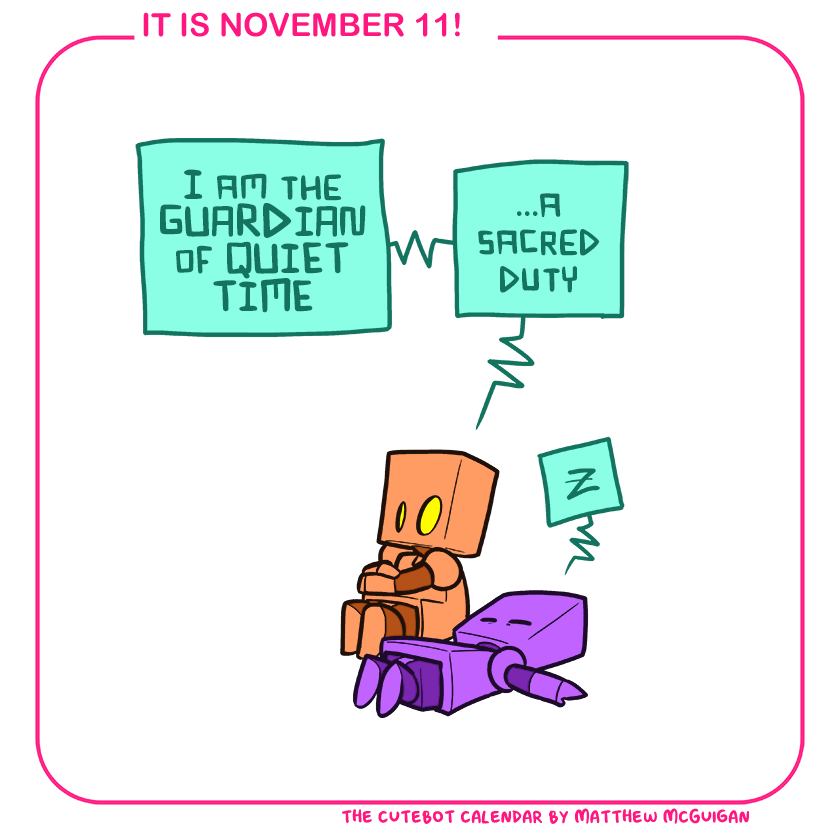 IT IS NOVEMBER 11!
I AM THE
GUARDIAN
OF QUIET
TIME
...A
SACRED
DUTY
Z
THE CUTEBOT CALENDAR BY MATTHEW MCGUIGAN